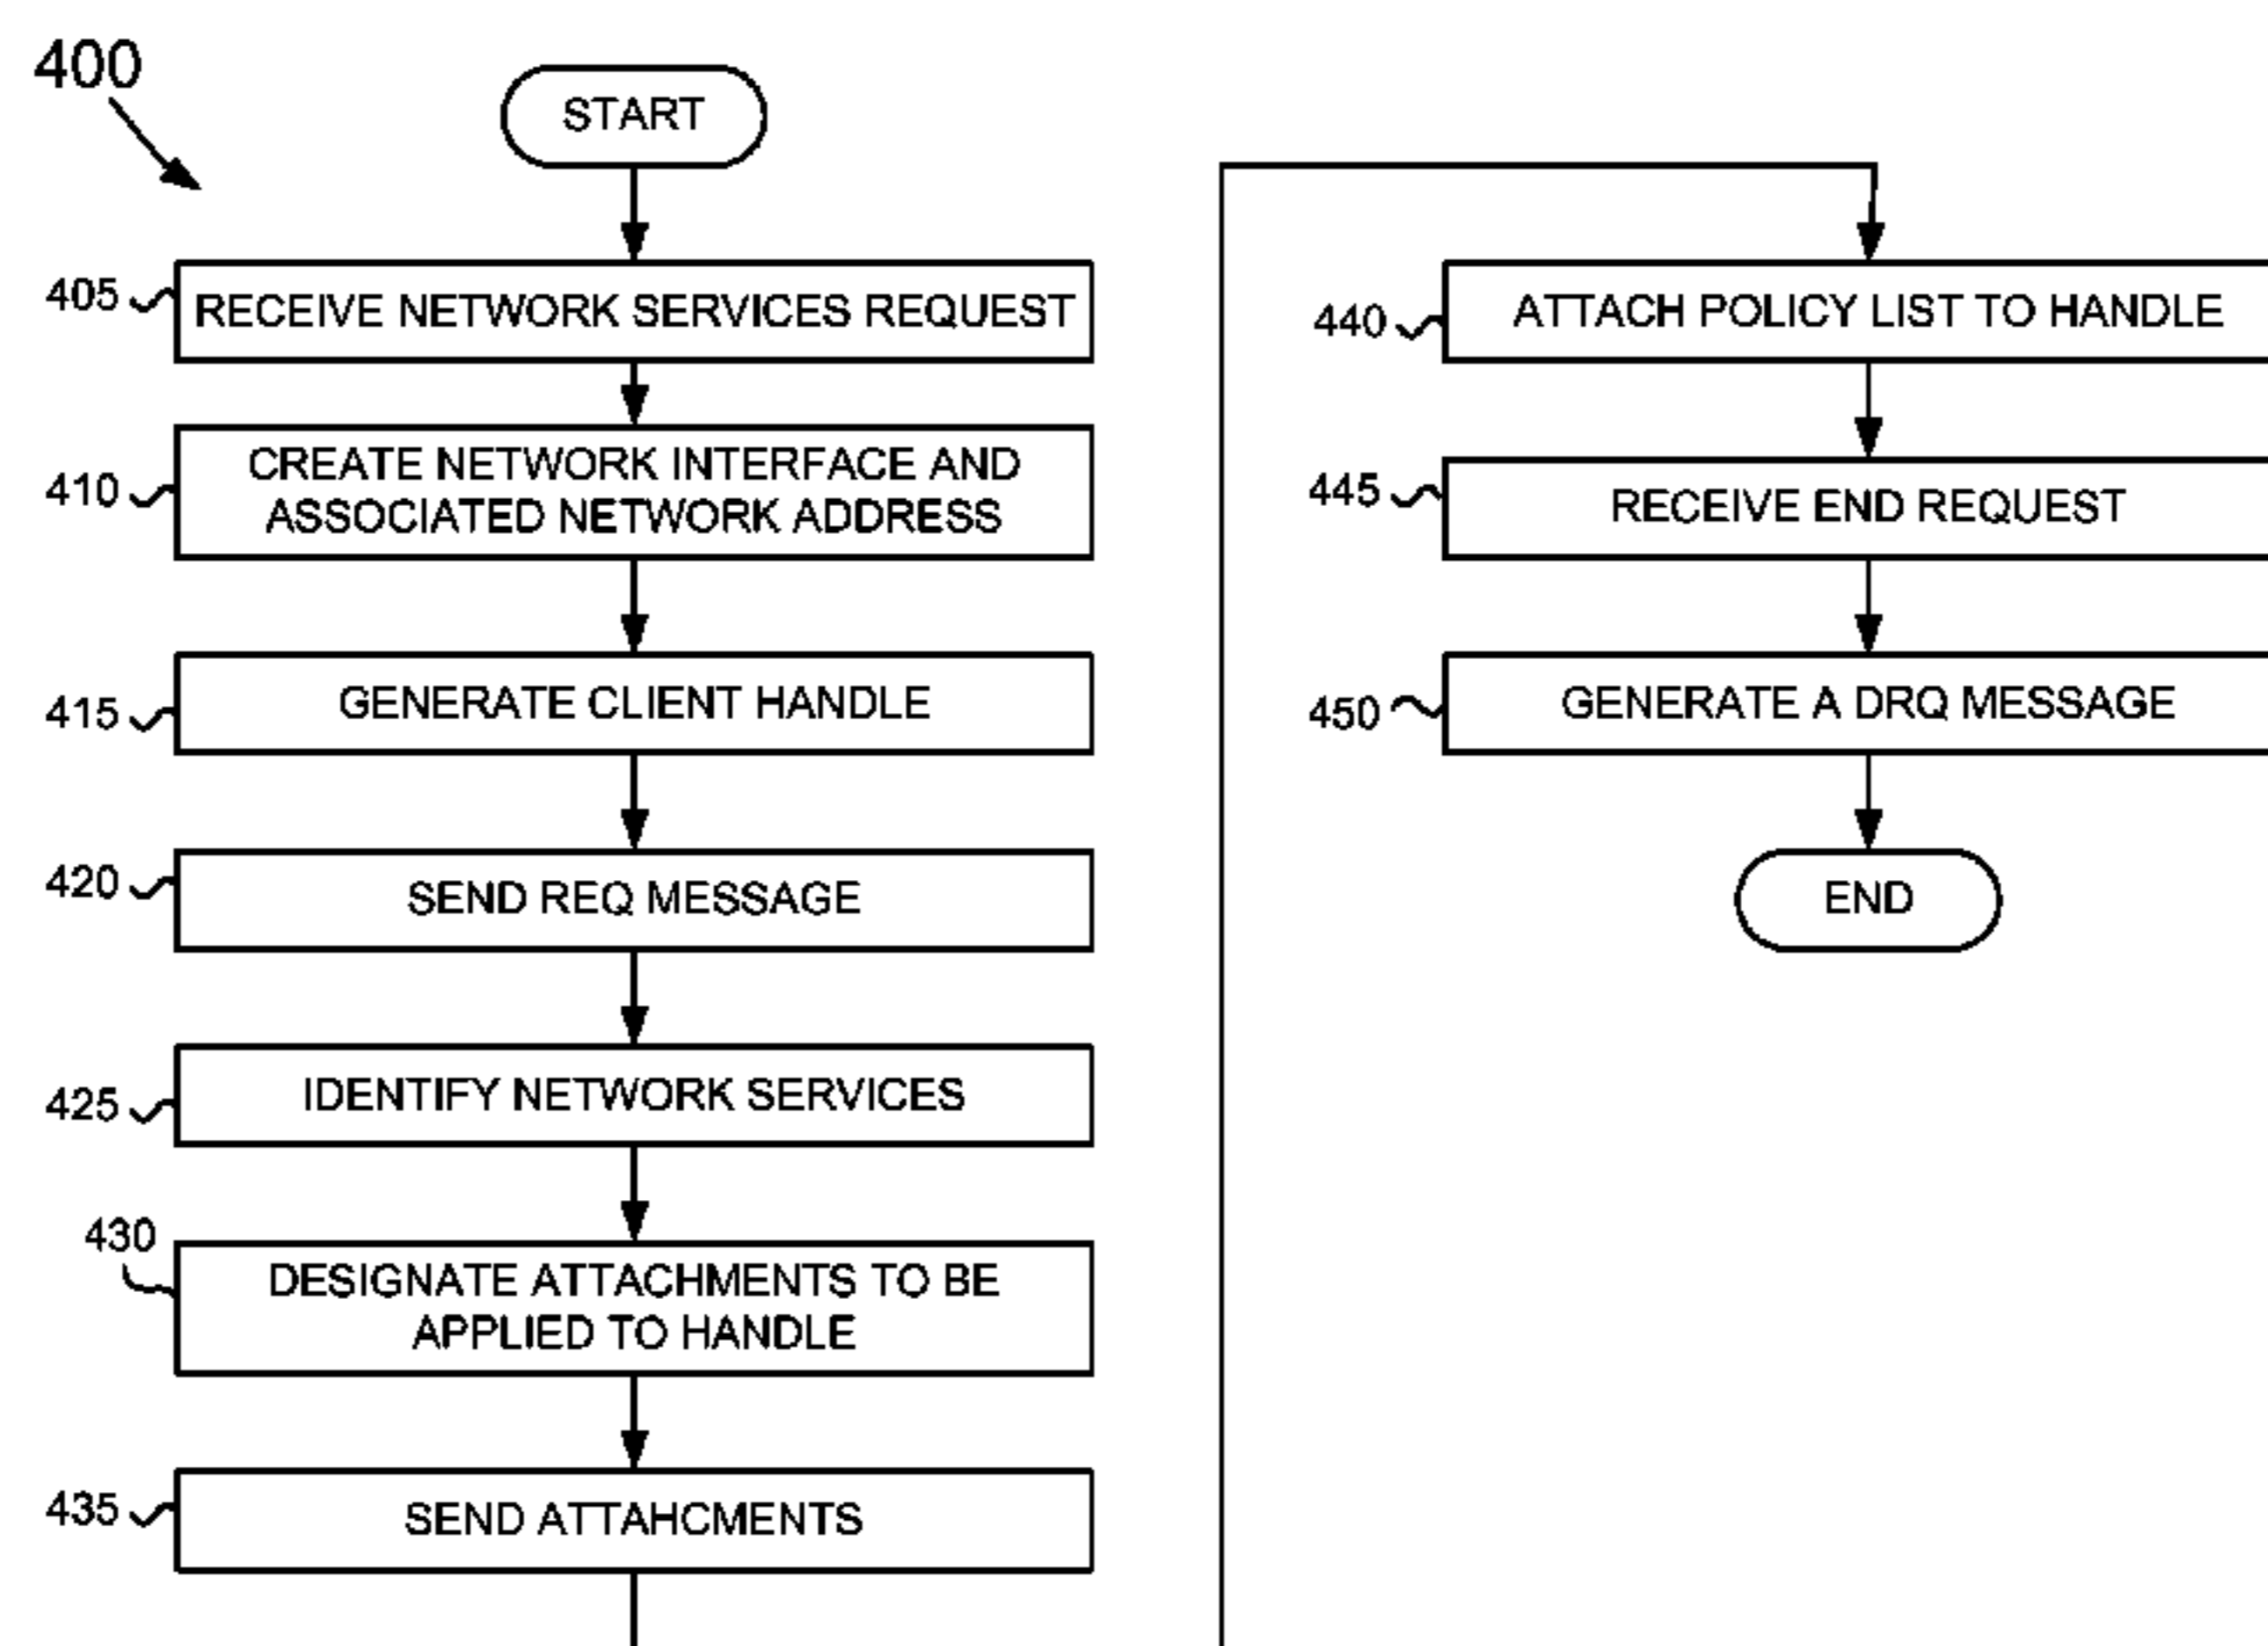 400
START
405
RECEIVE NETWORK SERVICES REQUEST
410
CREATE NETWORK INTERFACE AND
ASSOCIATED NETWORK ADDRESS
415
GENERATE CLIENT HANDLE
420
SEND REQ MESSAGE
425
IDENTIFY NETWORK SERVICES
430
DESIGNATE ATTACHMENTS TO BE
APPLIED TO HANDLE
435
SEND ATTAHCMENTS
440
ATTACH POLICY LIST TO HANDLE
445
RECEIVE END REQUEST
450
GENERATE A DRQ MESSAGE
END